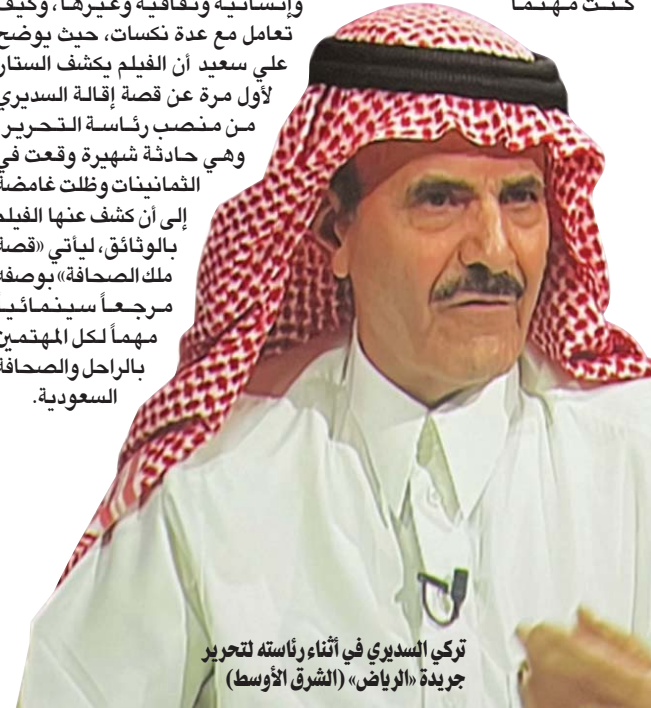 كنت مهتما
وإنسانية وثقافية وغيرها، وكيف
تعامل مع عدة نكسات، حيث يوضح
علي سعيد أن الفيلم يكشف الستار
لأول مرة عن قصة إقالة السديري
من منصب رئاسة التحرير
وهي حادثة شهيرة وقعت في
الثمانينات وظلت غامضة
إلى أن كشف عنها الفيلم
بالوثائق، ليأتي «قصة
ملك الصحافة» بوصفه
مرجعاً سينمائياً
مهماً لكل المهتمين
بالراحل والصحافة
السعودية.
تركي السديري في أثناء رئاسته لتحرير
جريدة «الرياض» (الشرق الأوسط)